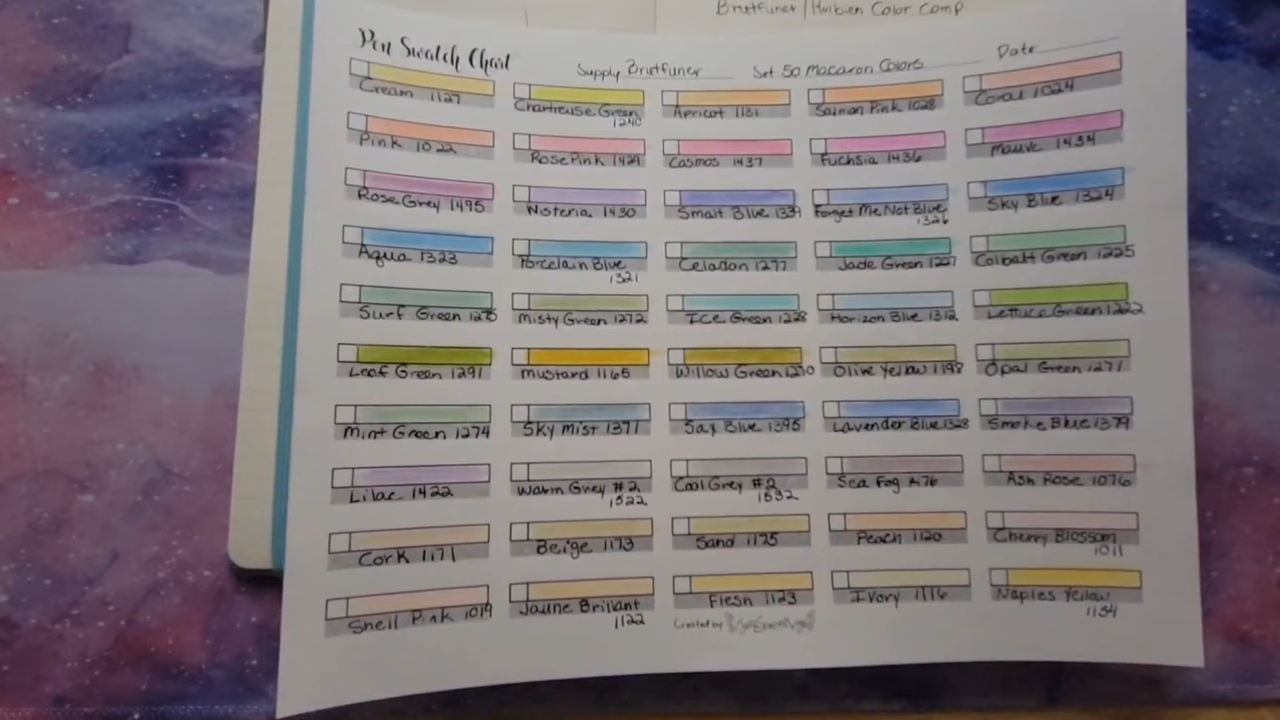 Brutfuner / Holbien Color Comp.
Pen Swatch Chart
Supply Brutfuner Set 50 Macaron Colors Date
Cream 1127
Chartreuse Green
1240
Apricot 1131
Salmon Pink 1028
Coral 1024
Pink 1022
Rose Pink 1429
Cosmos 1437
Fuchsia 1436
Mauve 1434
Rose Grey 1495
Wisteria 1430
Smalt Blue 1334
Forget Me Not Blue
1326
Sky Blue 1324
Aqua 1323
Porcelain Blue
1321
Celadon 1277
Jade Green 1227
Colbalt Green 1225
Surf Green 1275
Misty Green 1272
Ice Green 1228
Horizon Blue 1312
Lettuce Green 1222
Leaf Green 1291
Mustard 1165
Willow Green 1270
Olive Yellow 1198
Opal Green 1271
Mint Green 1274
Sky Mist 1371
Sax Blue 1395
Lavender Blue 1328
Smoke Blue 1379
Lilac 1422
Warm Grey #2
1522
Cool Grey #2
1532
Sea Fog 1476
Ash Rose 1076
Cork 1171
Beige 1173
Sand 1175
Peach 1120
Cherry Blossom
1011
Shell Pink 1019
Jaune Brillant
1122
Flesh 1123
Ivory 1116
Naples Yellow
1134
Created by